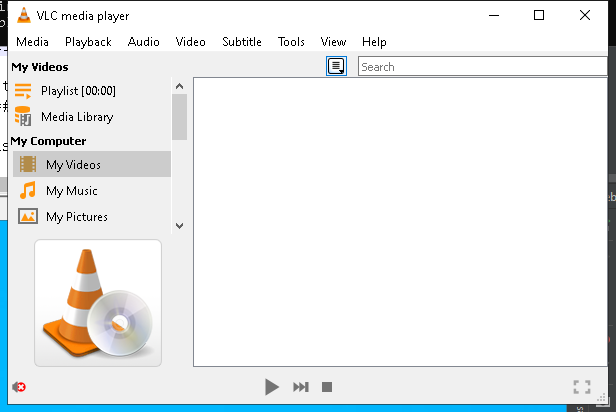 VLC media player
Media Playback Audio Video Subtitle Tools View Help
My Videos
Search
Playlist [00:00]
Media Library
My Computer
My Videos
My Music
My Pictures